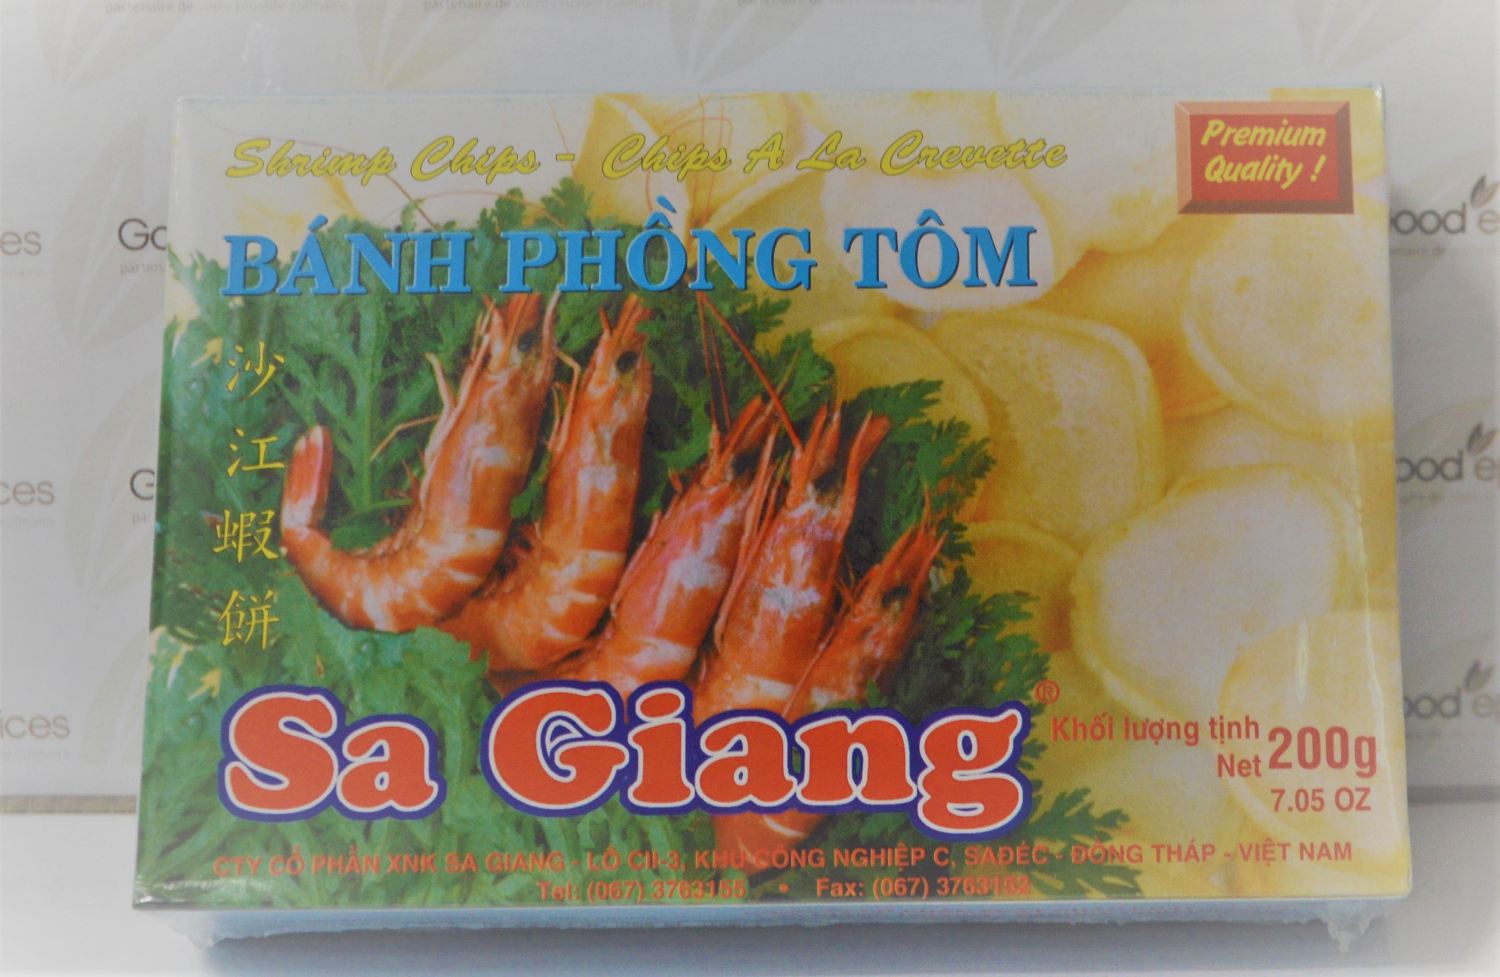 Shrimp Chips - Chips A La Crevette
Premium
Quality !
BÁNH PHỒNG TÔM
沙
江
蝦
餅
Sa Giang®
Khối lượng tịnh
Net 200g
7.05 OZ
CTY CỔ PHẦN XNK SA GIANG - LÔ CII-3, KHU CÔNG NGHIỆP C, SAĐÉC - ĐỒNG THÁP - VIỆT NAM
Tel: (067) 3763155 • Fax: (067) 3763152